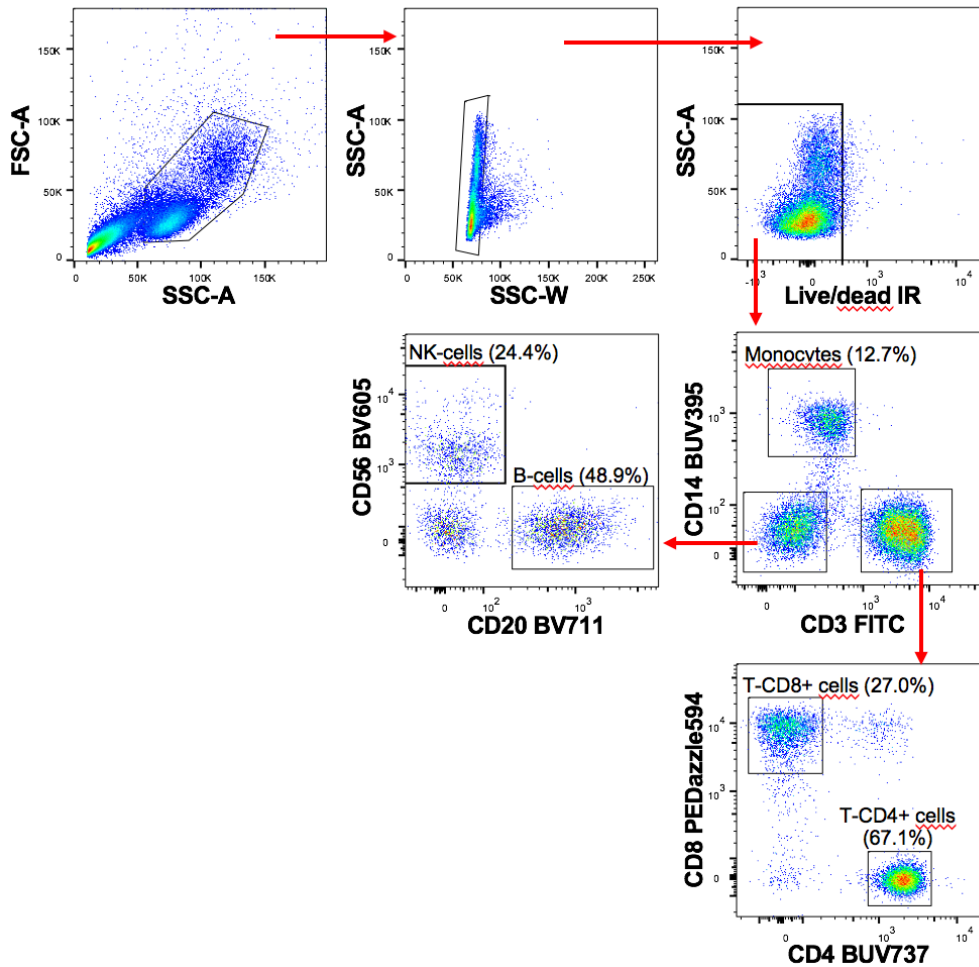 FSC-A
150K
100K
50K
0
0
50K
100K
150K
SSC-A
SSC-A
150K
100K
50K
0
0
50K
100K
150K
200K
250K
SSC-W
SSC-A
150K
100K
50K
0
-10^3
0
10^3
10^4
Live/dead IR
NK-cells (24.4%)
CD56 BV605
10^4
10^3
0
B-cells (48.9%)
0
10^2
10^3
CD20 BV711
Monocytes (12.7%)
CD14 BUV395
10^3
10^2
0
0
10^3
10^4
CD3 FITC
T-CD8+ cells (27.0%)
CD8 PEDazzle594
10^4
10^3
0
T-CD4+ cells
(67.1%)
0
10^3
10^4
CD4 BUV737